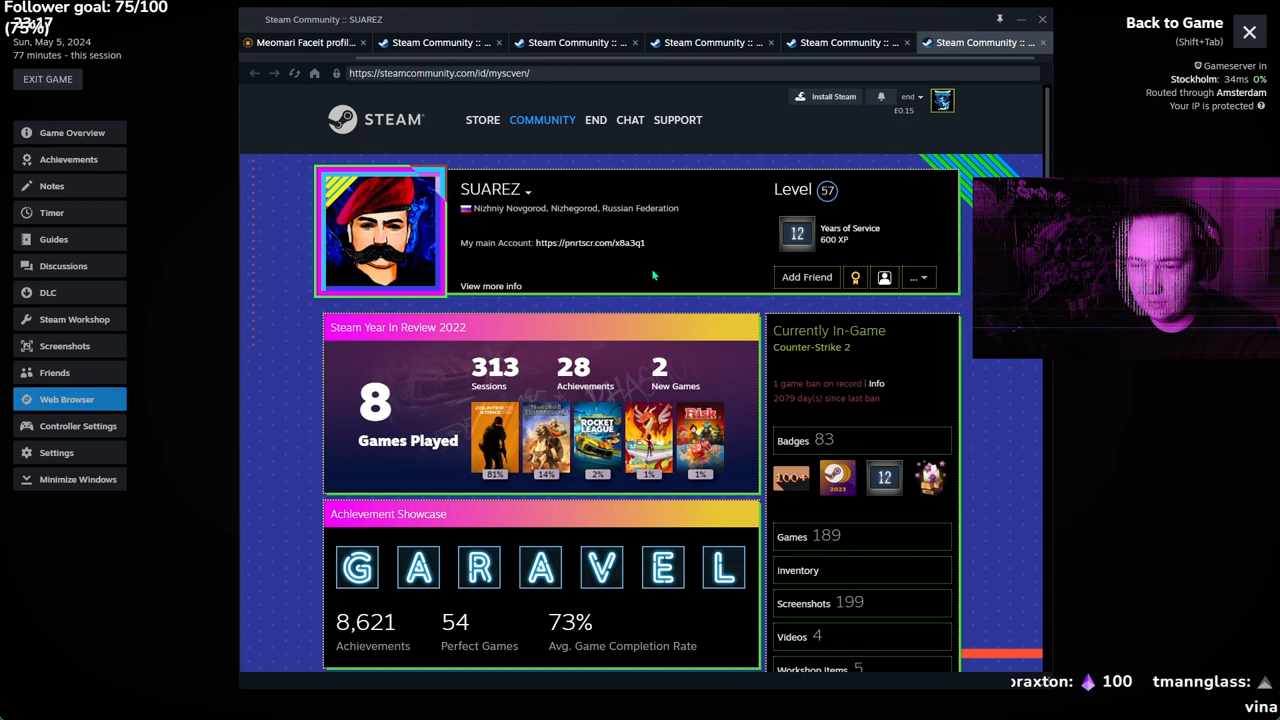 Follower goal: 75/100
(75%)
Sun, May 5, 2024
77 minutes - this session
EXIT GAME
Game Overview
Achievements
Notes
Timer
Guides
Discussions
DLC
Steam Workshop
Screenshots
Friends
Web Browser
Controller Settings
Settings
Minimize Windows
Steam Community :: SUAREZ
Meomari Faceit profil...
Steam Community :: ...
Steam Community :: ...
Steam Community :: ...
Steam Community :: ...
Steam Community :: ...
https://steamcommunity.com/id/myscven/
Back to Game
(Shift+Tab)
Gameserver in
Stockholm: 34ms 0%
Routed through Amsterdam
Your IP is protected
Install Steam
end
£0.15
STEAM
STORE COMMUNITY END CHAT SUPPORT
SUAREZ
Nizhniy Novgorod, Nizhegorod, Russian Federation
My main Account: https://pnrtscr.com/x8a3q1
View more info
Level 57
12
Years of Service
600 XP
Add Friend
...
Steam Year In Review 2022
8
Games Played
313
Sessions
28
Achievements
2
New Games
COUNTER STRIKE
ROCKET LEAGUE
Risk
81%
14%
2%
1%
1%
Achievement Showcase
G A R A V E L
8,621
Achievements
54
Perfect Games
73%
Avg. Game Completion Rate
Currently In-Game
Counter-Strike 2
1 game ban on record | Info
2079 day(s) since last ban
Badges 83
100+
2023
12
Games 189
Inventory
Screenshots 199
Videos 4
Workshop Items 5
braxton: 100 tmannglass:
vina